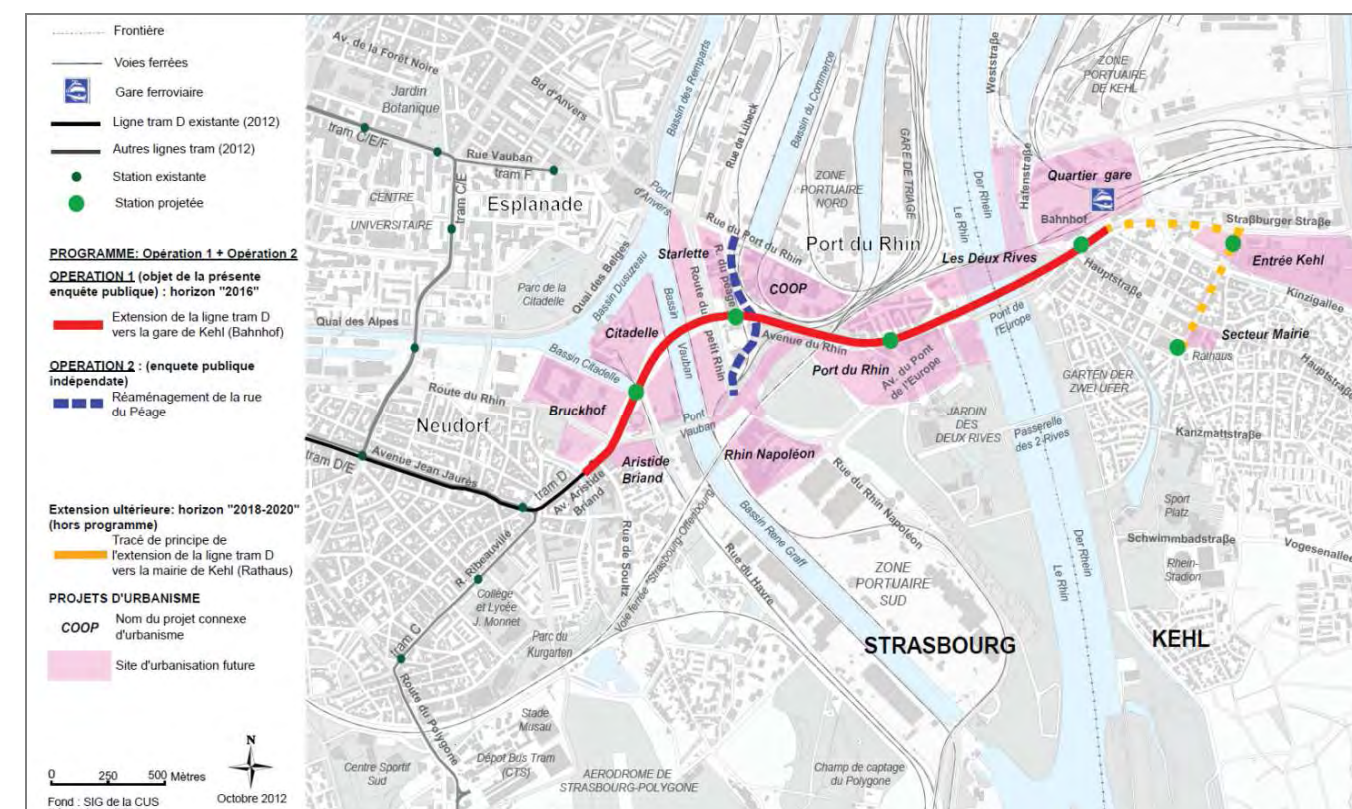 Frontière
Voies ferrées
Gare ferroviaire
Ligne tram D existante (2012)
Autres lignes tram (2012)
Station existante
Station projetée
PROGRAMME: Opération 1 + Opération 2
OPERATION 1 (objet de la présente
enquête publique) : horizon "2016"
Extension de la ligne tram D
vers la gare de Kehl (Bahnhof)
OPERATION 2 : (enquete publique
indépendate)
Réaménagement de la rue
du Péage
Extension ultérieure: horizon "2018-2020"
(hors programme)
Tracé de principe de
l'extension de la ligne tram D
vers la mairie de Kehl (Rathaus)
PROJETS D'URBANISME
COOP
Nom du projet connexe
d'urbanisme
Site d'urbanisation future
N
0 250 500 Mètres
Fond : SIG de la CUS
Octobre 2012
Av. de la Forêt Noire
Bd d'Anvers
Jardin
Botanique
tram C/E/F
Rue Vauban
tram F
CENTRE
UNIVERSITAIRE
tram C/E
Esplanade
Pont
d'Anvers
Bassin des Remparts
Rue de Lübeck
Bassin du Commerce
ZONE
PORTUAIRE
NORD
GARE DE TRIAGE
Port du Rhin
Rue du Port du Rhin
Starlette
R. du péage
Route du petit Rhin
COOP
Quai des Belges
Bassin Dusuzeau
Parc de la
Citadelle
Quai des Alpes
Citadelle
Bassin Citadelle
Bassin Vauban
Avenue du Rhin
Port du Rhin
Av. du Pont
de l'Europe
Les Deux Rives
Pont de
l'Europe
Der Rhein
Le Rhin
Weststraße
ZONE
PORTUAIRE
DE KEHL
Hafenstraße
Quartier gare
Bahnhof
Straßburger Straße
Entrée Kehl
Kinzigallee
Hauptstraße
Secteur Mairie
Rathaus
Hauptstraße
GARTEN DER
ZWEI UFER
JARDIN
DES
DEUX RIVES
Passerelle
des 2 Rives
Kanzmattstraße
Sport
Platz
Schwimmbadstraße
Vogesenallee
Rhein-
Stadion
Der Rhein
Le Rhin
Route du Rhin
Neudorf
Bruckhof
Pont
Vauban
Avenue Jean Jaurès
tram D/E
tram D
Av. Aristide
Briand
Aristide
Briand
Rhin Napoléon
Rue du Rhin Napoléon
Rue de Soultz
Voie ferrée "Strasbourg-Offenbourg"
Rue du Havre
Bassin Rene Graff
ZONE
PORTUAIRE
SUD
R. Ribeauville
Collège
et Lycée
J. Monnet
Parc du
Kurgarten
tram C
Route du Polygone
STRASBOURG
KEHL
Stade
Musau
Dépot Bus Tram
(CTS)
Centre Sportif
Sud
AERODROME DE
STRASBOURG-POLYGONE
Champ de captage
du Polygone